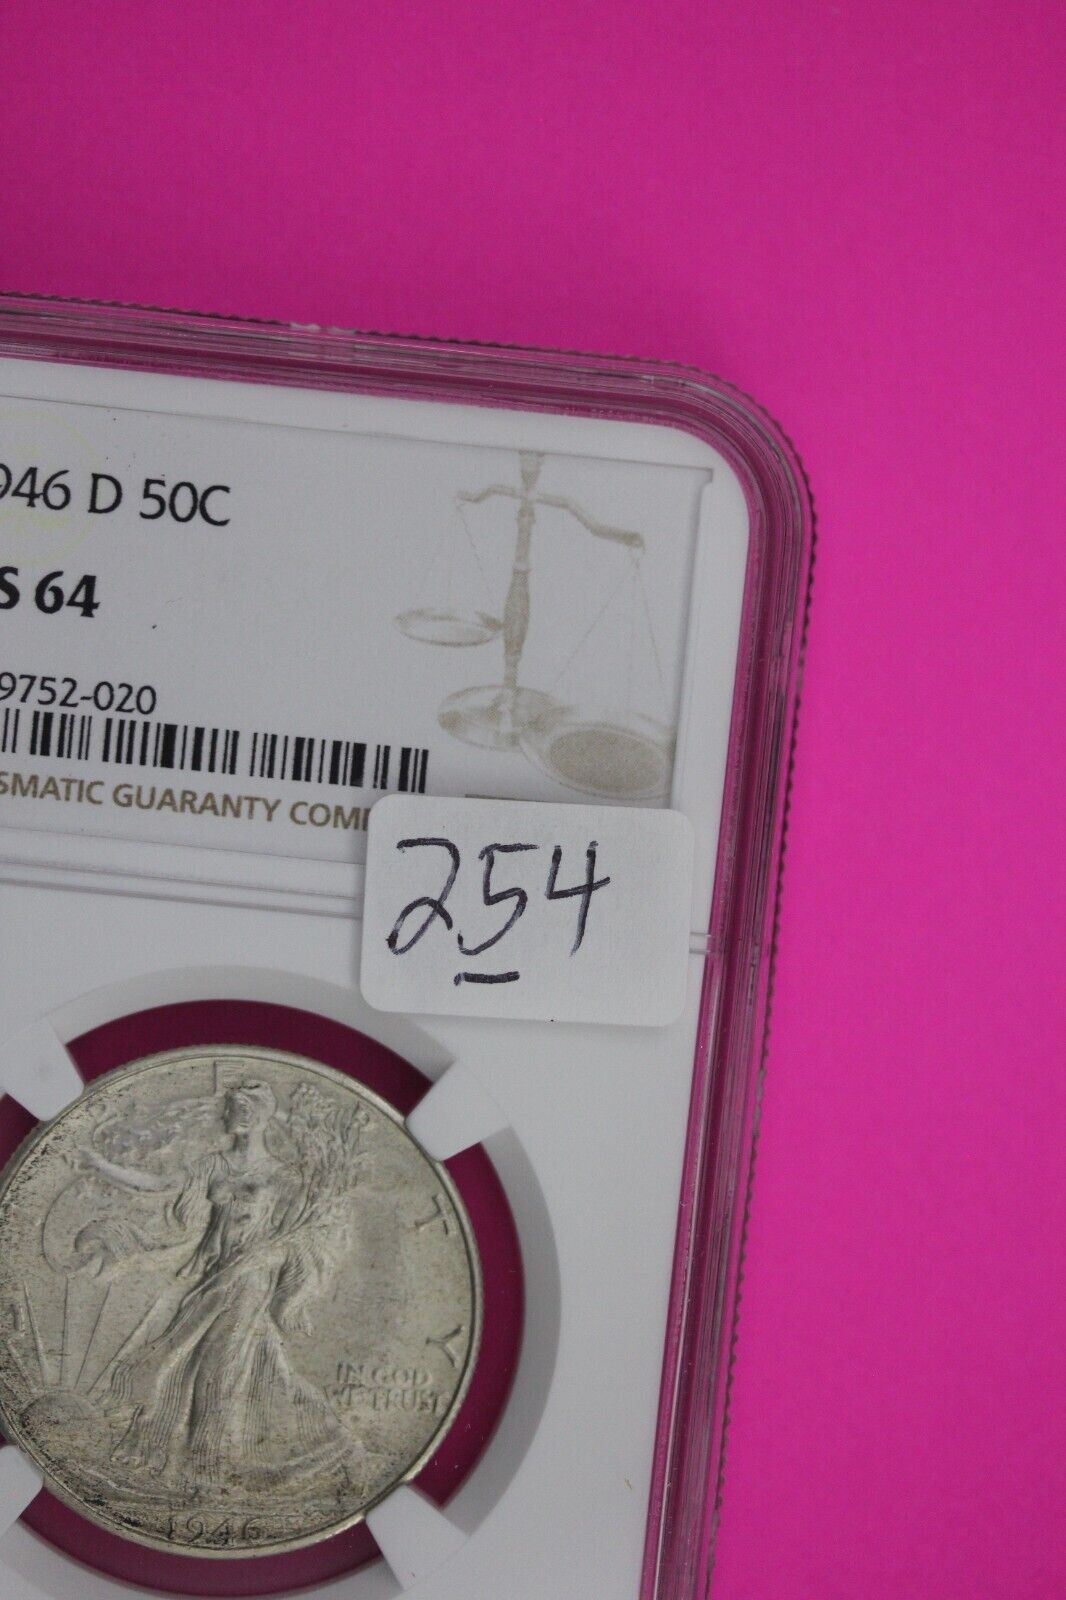 946 D 50C
S 64
9752-020
SMATIC GUARANTY COM
254
T
Y
IN GOD
WE TRUST
1946